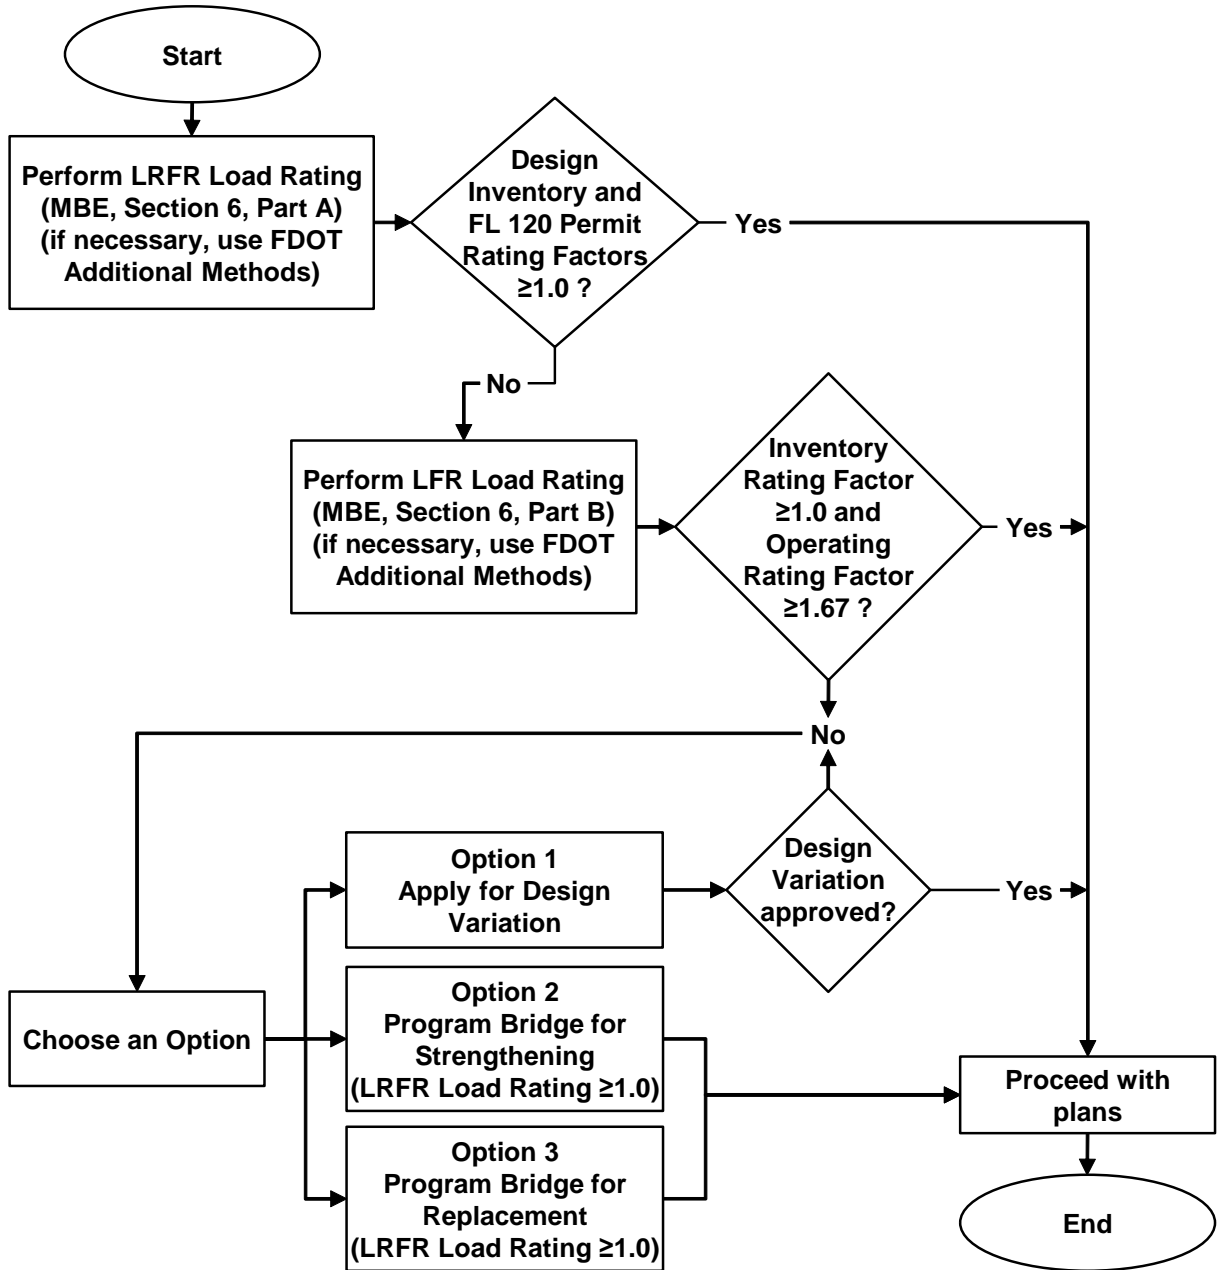 Start
Perform LRFR Load Rating
(MBE, Section 6, Part A)
(if necessary, use FDOT
Additional Methods)
Design
Inventory and
FL 120 Permit
Rating Factors
≥1.0 ?
Yes
No
Perform LFR Load Rating
(MBE, Section 6, Part B)
(if necessary, use FDOT
Additional Methods)
Inventory
Rating Factor
≥1.0 and
Operating
Rating Factor
≥1.67 ?
Yes
No
Option 1
Apply for Design
Variation
Design
Variation
approved?
Yes
Choose an Option
Option 2
Program Bridge for
Strengthening
(LRFR Load Rating ≥1.0)
Option 3
Program Bridge for
Replacement
(LRFR Load Rating ≥1.0)
Proceed with
plans
End